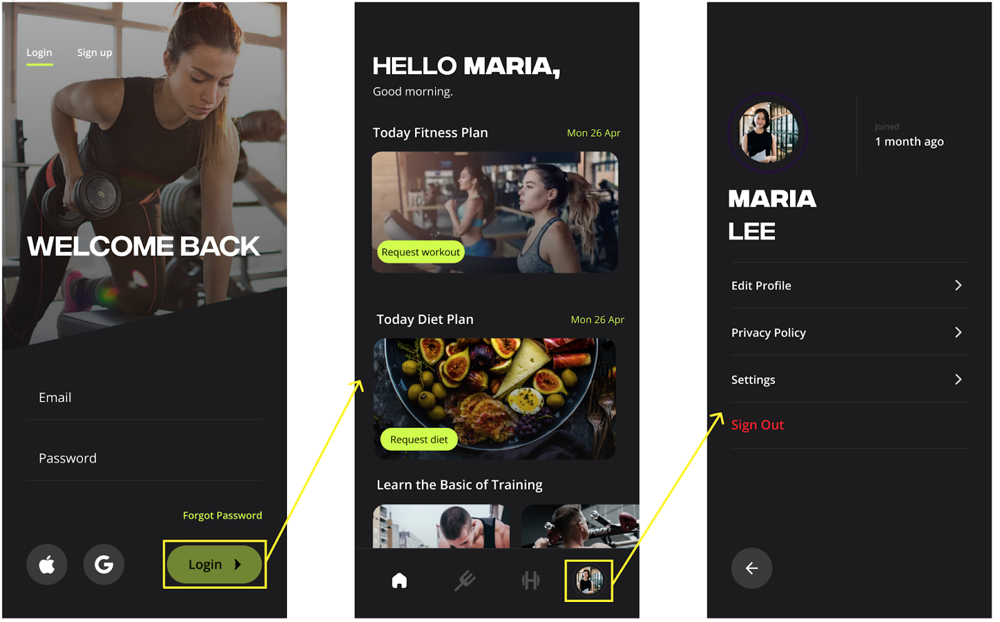 Login
Sign up
WELCOME BACK
Email
Password
Forgot Password
Login
HELLO MARIA,
Good morning.
Today Fitness Plan
Mon 26 Apr
Request workout
Today Diet Plan
Mon 26 Apr
Request diet
Learn the Basic of Training
Joined
1 month ago
MARIA
LEE
Edit Profile
Privacy Policy
Settings
Sign Out